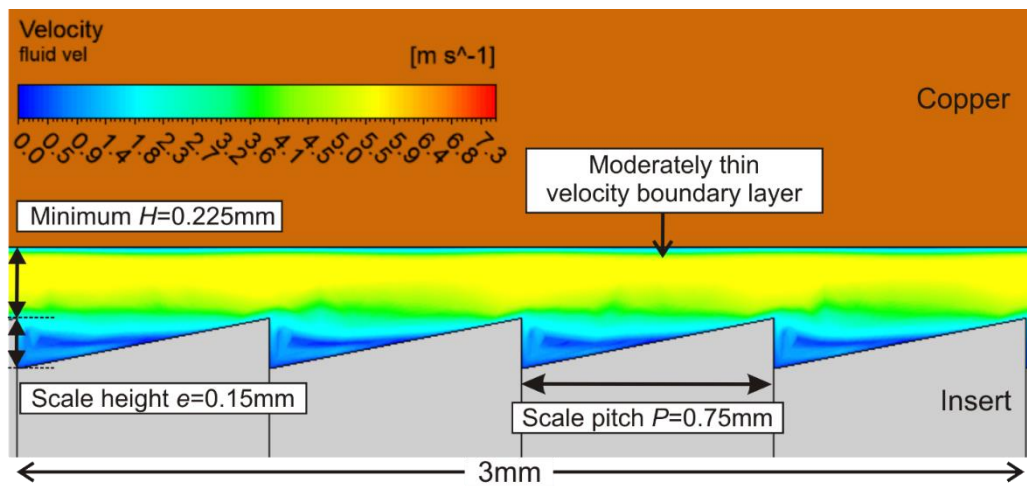 Velocity
fluid vel
[m s^-1]
0.0 0.5 0.9 1.4 1.8 2.3 2.7 3.2 3.6 4.1 4.5 5.0 5.5 5.9 6.4 6.8 7.3
Copper
Moderately thin
velocity boundary layer
Minimum H=0.225mm
Scale height e=0.15mm
Scale pitch P=0.75mm
Insert
3mm